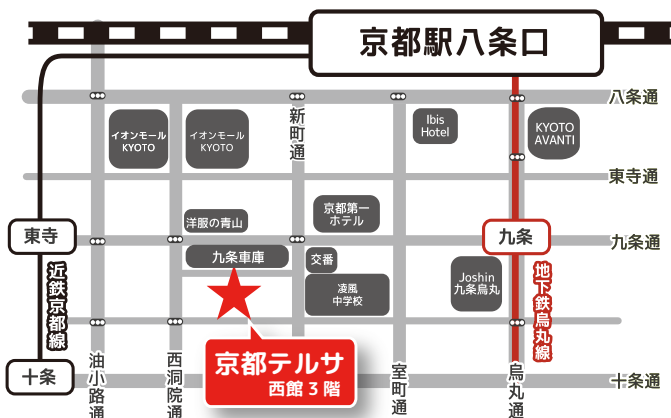 京都駅八条口
八条通
イオンモール
KYOTO
イオンモール
KYOTO
新町通
Ibis
Hotel
KYOTO
AVANTI
東寺通
洋服の青山
京都第一
ホテル
東寺
九条
九条通
九条車庫
交番
近鉄京都線
凌風
中学校
Joshin
九条烏丸
地下鉄烏丸線
京都テルサ
西館3階
十条
油小路通
西洞院通
室町通
烏丸通
十条通